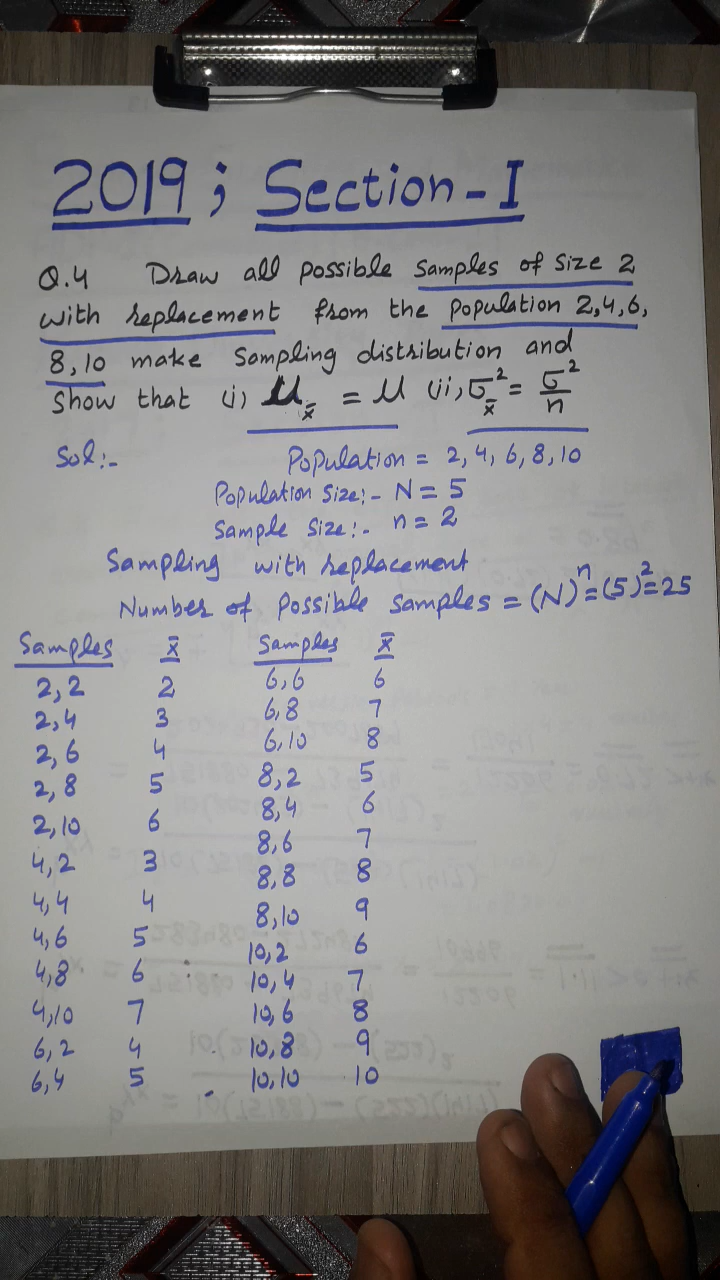 2019; Section-I
Q.4 Draw all possible samples of size 2
with replacement from the population 2,4,6,
8,10 make sampling distribution and
show that (i) μx̄ = μ (ii) σ²x̄ = σ²/n
Sol:- Population = 2, 4, 6, 8, 10
Population Size:- N = 5
Sample Size:- n = 2
Sampling with replacement
Number of possible samples = (N)ⁿ = (5)² = 25
Samples x̄ Samples x̄
2,2 2 6,6 6
2,4 3 6,8 7
2,6 4 6,10 8
2,8 5 8,2 5
2,10 6 8,4 6
4,2 3 8,6 7
4,4 4 8,8 8
4,6 5 8,10 9
4,8 6 10,2 6
4,10 7 10,4 7
6,2 4 10,6 8
6,4 5 10,8 9
10,10 10